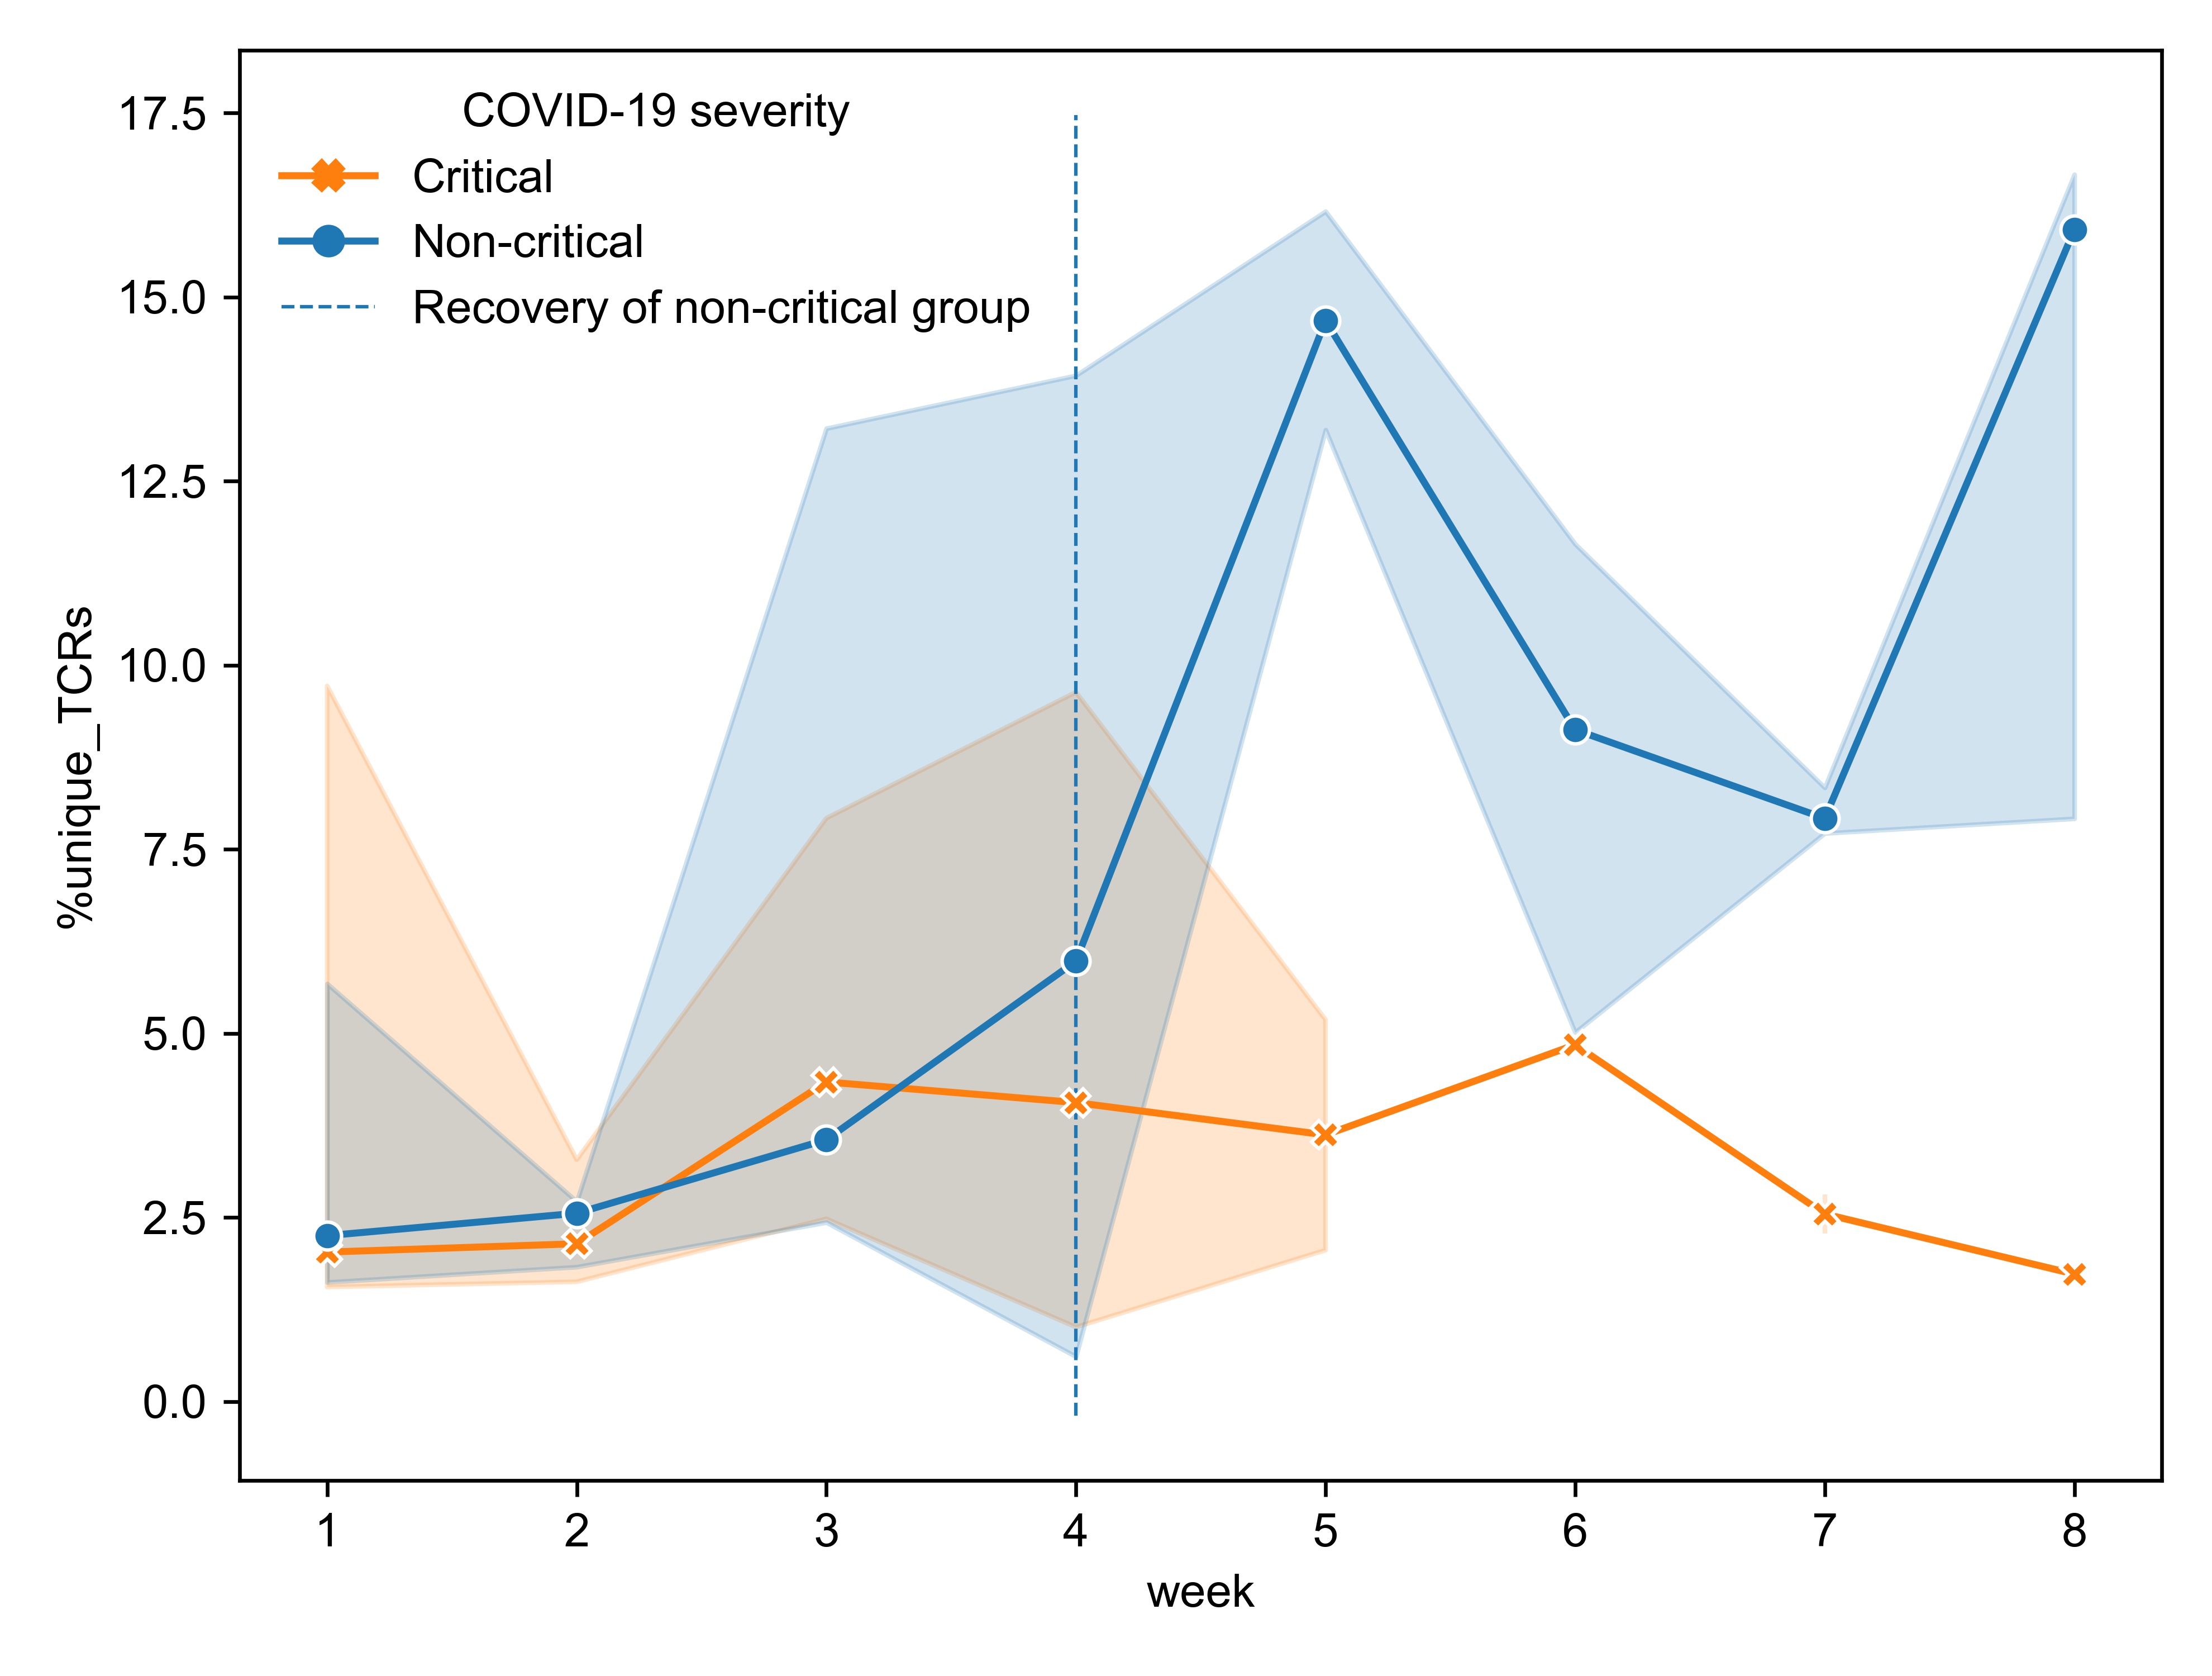 COVID-19 severity
Critical
Non-critical
Recovery of non-critical group
%unique_TCRs
17.5
15.0
12.5
10.0
7.5
5.0
2.5
0.0
1 2 3 4 5 6 7 8
week